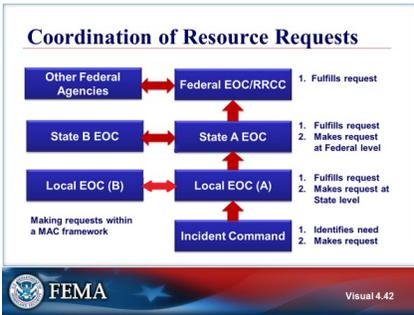 Coordination of Resource Requests
Other Federal
Agencies
Federal EOC/RRCC
1. Fulfills request
State B EOC
State A EOC
1. Fulfills request
2. Makes request
at Federal level
Local EOC (B)
Local EOC (A)
1. Fulfills request
2. Makes request at
State level
Making requests within
a MAC framework
Incident Command
1. Identifies need
2. Makes request
FEMA
Visual 4.42